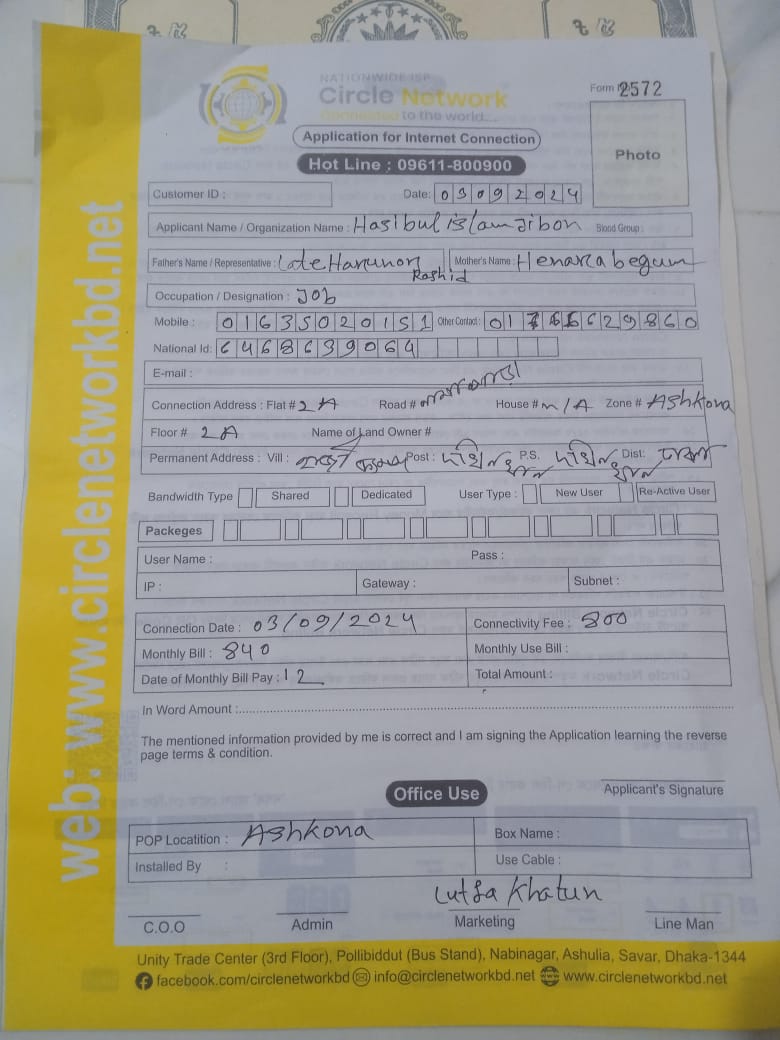 NATIONWIDE ISP
Circle Network
Connected to the world...
Form 2572
Application for Internet Connection
Hot Line : 09611-800900
Photo
Customer ID :
Date: 03092024
Applicant Name / Organization Name : Hasibul islam Jibon Blood Group :
Father's Name / Representative : Late Harunor Rashid Mother's Name : Henara begum
Occupation / Designation : Job
Mobile : 01635020151 Other Contact : 01 629860
National Id: 6468639064
E-mail :
Connection Address : Flat # 2A Road # House # m/A Zone # Ashkona
Floor # 2A Name of Land Owner #
Permanent Address : Vill : Post : দক্ষিণ খান P.S. দক্ষিণ খান Dist: ঢাকা
Bandwidth Type Shared Dedicated User Type : New User Re-Active User
Packeges
User Name : Pass :
IP : Gateway : Subnet :
Connection Date : 03/09/2024 Connectivity Fee : 800
Monthly Bill : 840 Monthly Use Bill :
Date of Monthly Bill Pay : 12 Total Amount :
In Word Amount :
The mentioned information provided by me is correct and I am signing the Application learning the reverse
page terms & condition.
Applicant's Signature
Office Use
POP Locatition : Ashkona Box Name :
Installed By : Use Cable :
Lutfa Khatun
C.O.O Admin Marketing Line Man
Unity Trade Center (3rd Floor), Pollibiddut (Bus Stand), Nabinagar, Ashulia, Savar, Dhaka-1344
facebook.com/circlenetworkbd info@circlenetworkbd.net www.circlenetworkbd.net
web: www.circlenetworkbd.net